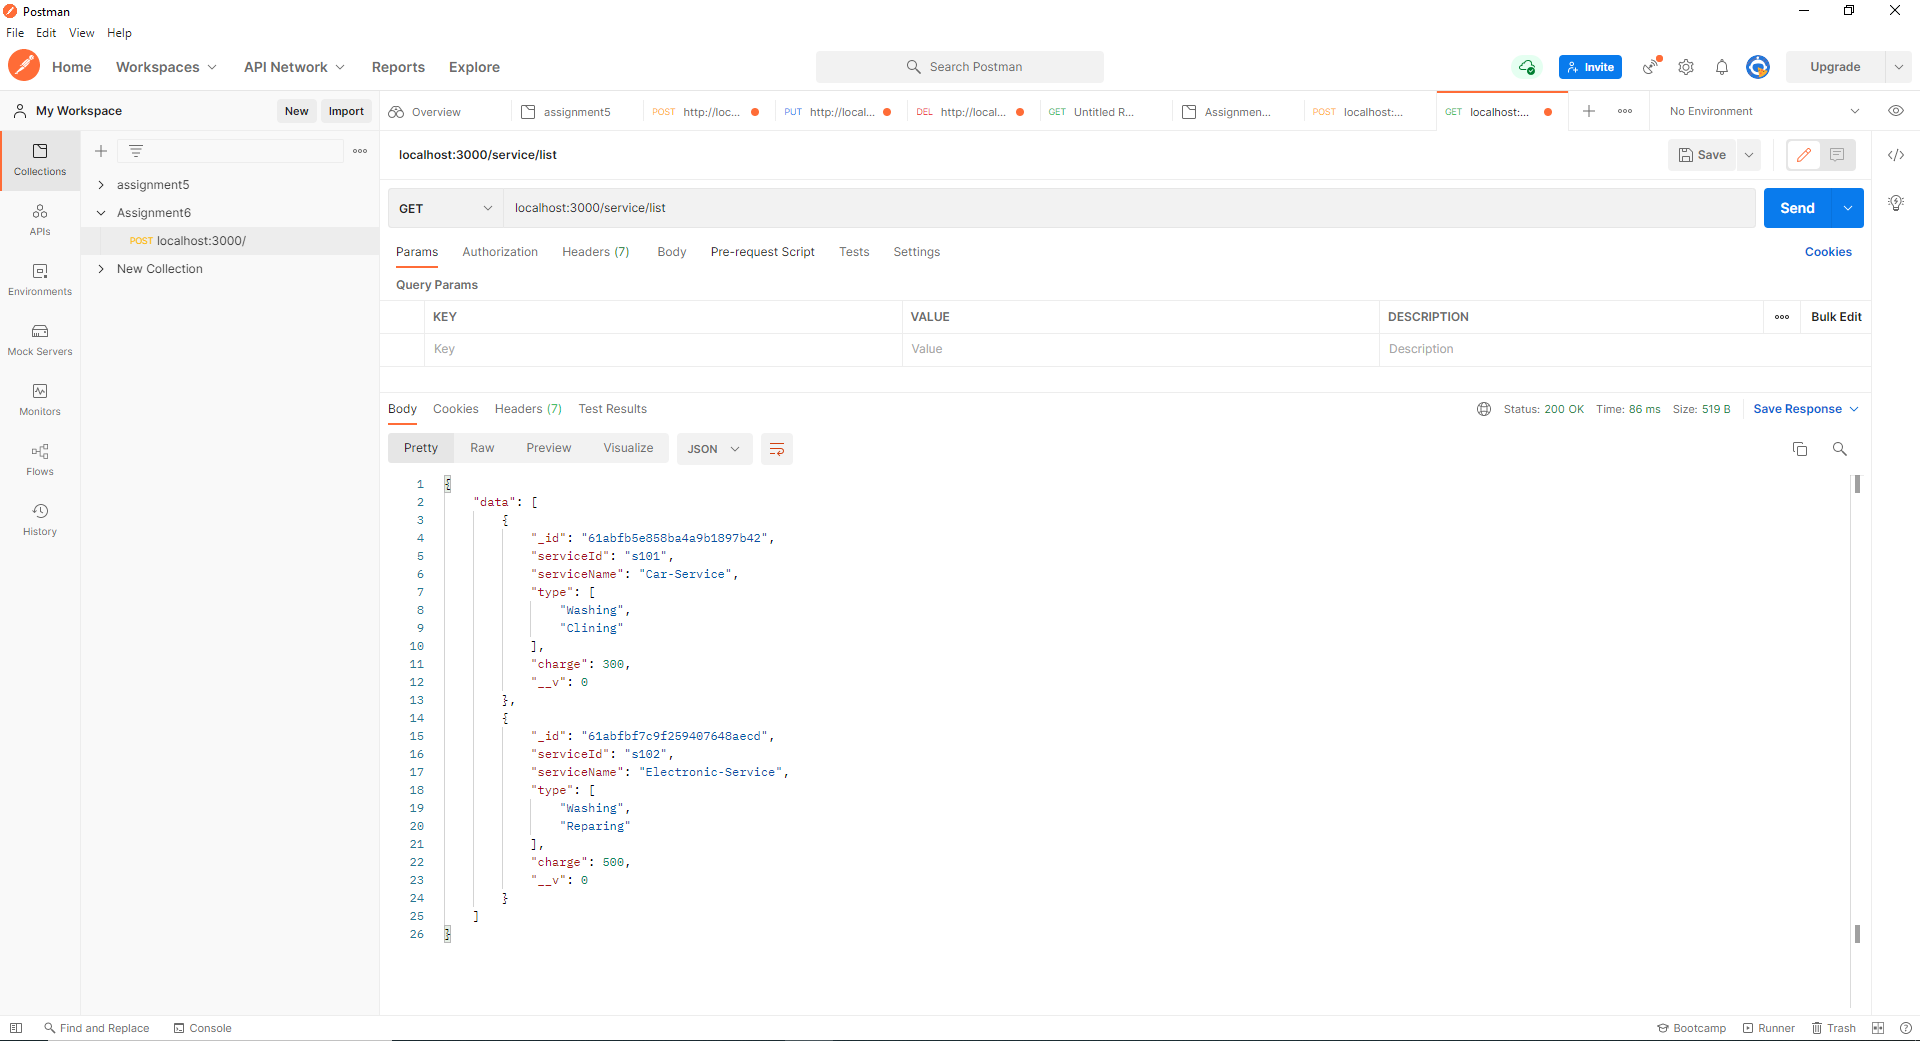 Postman
File Edit View Help
Home Workspaces API Network Reports Explore Search Postman Invite Upgrade
My Workspace New Import Overview assignment5 POST http://loc... PUT http://local... DEL http://local... GET Untitled R... Assignmen... POST localhost:... GET localhost:... No Environment
Collections
APIs
Environments
Mock Servers
Monitors
Flows
History
assignment5
Assignment6
POST localhost:3000/
New Collection
localhost:3000/service/list Save
GET localhost:3000/service/list Send
Params Authorization Headers (7) Body Pre-request Script Tests Settings Cookies
Query Params
KEY VALUE DESCRIPTION Bulk Edit
Key Value Description
Body Cookies Headers (7) Test Results Status: 200 OK Time: 86 ms Size: 519 B Save Response
Pretty Raw Preview Visualize JSON
1 {
2 "data": [
3 {
4 "_id": "61abfb5e858ba4a9b1897b42",
5 "serviceId": "s101",
6 "serviceName": "Car-Service",
7 "type": [
8 "Washing",
9 "Clining"
10 ],
11 "charge": 300,
12 "__v": 0
13 },
14 {
15 "_id": "61abfbf7c9f259407648aecd",
16 "serviceId": "s102",
17 "serviceName": "Electronic-Service",
18 "type": [
19 "Washing",
20 "Reparing"
21 ],
22 "charge": 500,
23 "__v": 0
24 }
25 ]
26 }
Find and Replace Console Bootcamp Runner Trash